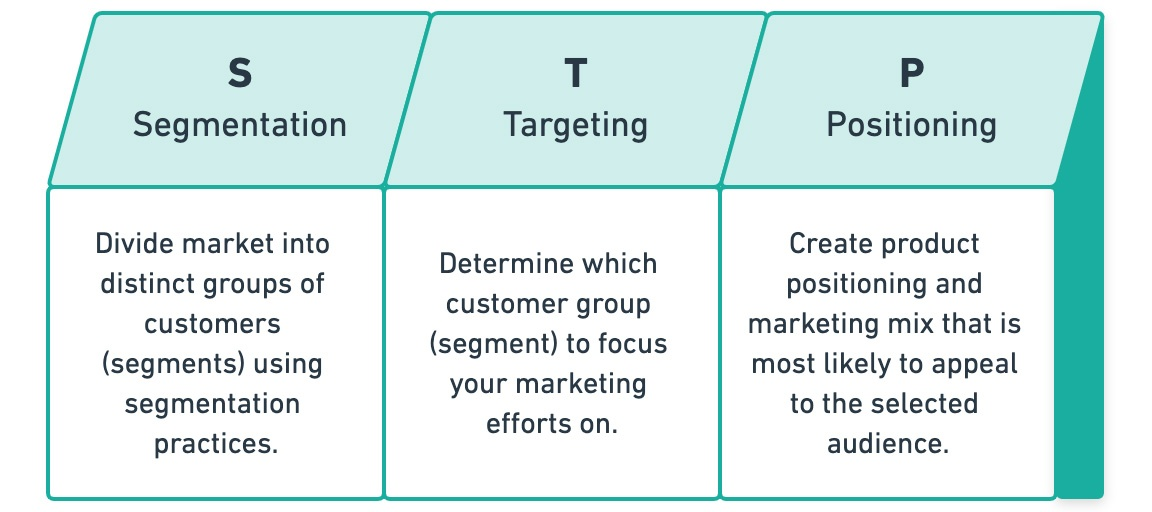 S
Segmentation
T
Targeting
P
Positioning
Divide market into
distinct groups of
customers
(segments) using
segmentation
practices.
Determine which
customer group
(segment) to focus
your marketing
efforts on.
Create product
positioning and
marketing mix that is
most likely to appeal
to the selected
audience.